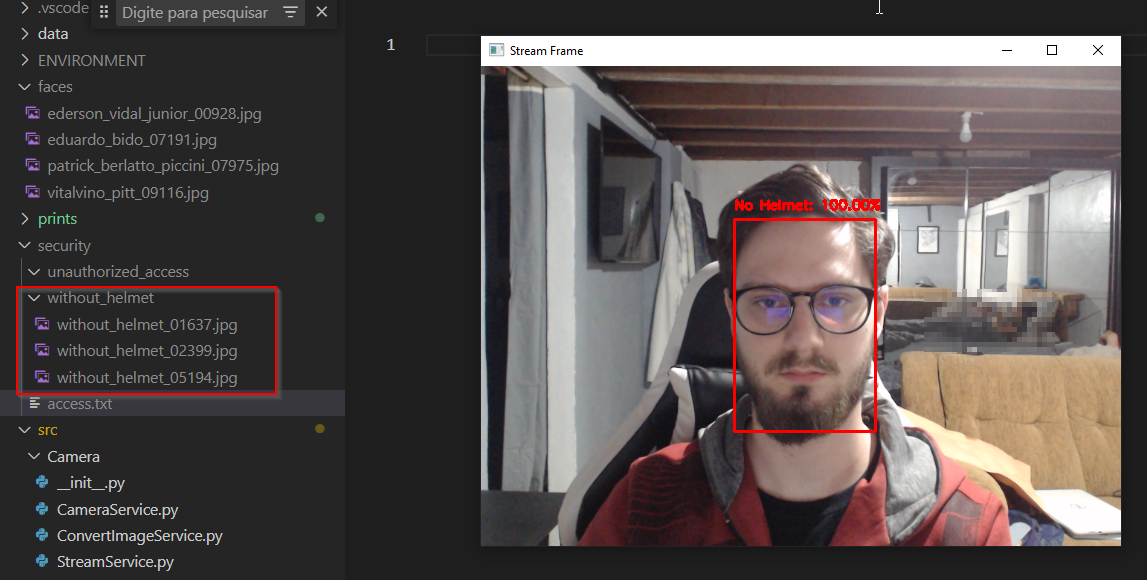 .vscode
Digite para pesquisar
data
1
ENVIRONMENT
Stream Frame
faces
ederson_vidal_junior_00928.jpg
eduardo_bido_07191.jpg
patrick_berlatto_piccini_07975.jpg
vitalvino_pitt_09116.jpg
No Helmet: 100.00%
prints
security
unauthorized_access
without_helmet
without_helmet_01637.jpg
without_helmet_02399.jpg
without_helmet_05194.jpg
access.txt
src
Camera
__init__.py
CameraService.py
ConvertImageService.py
StreamService.py